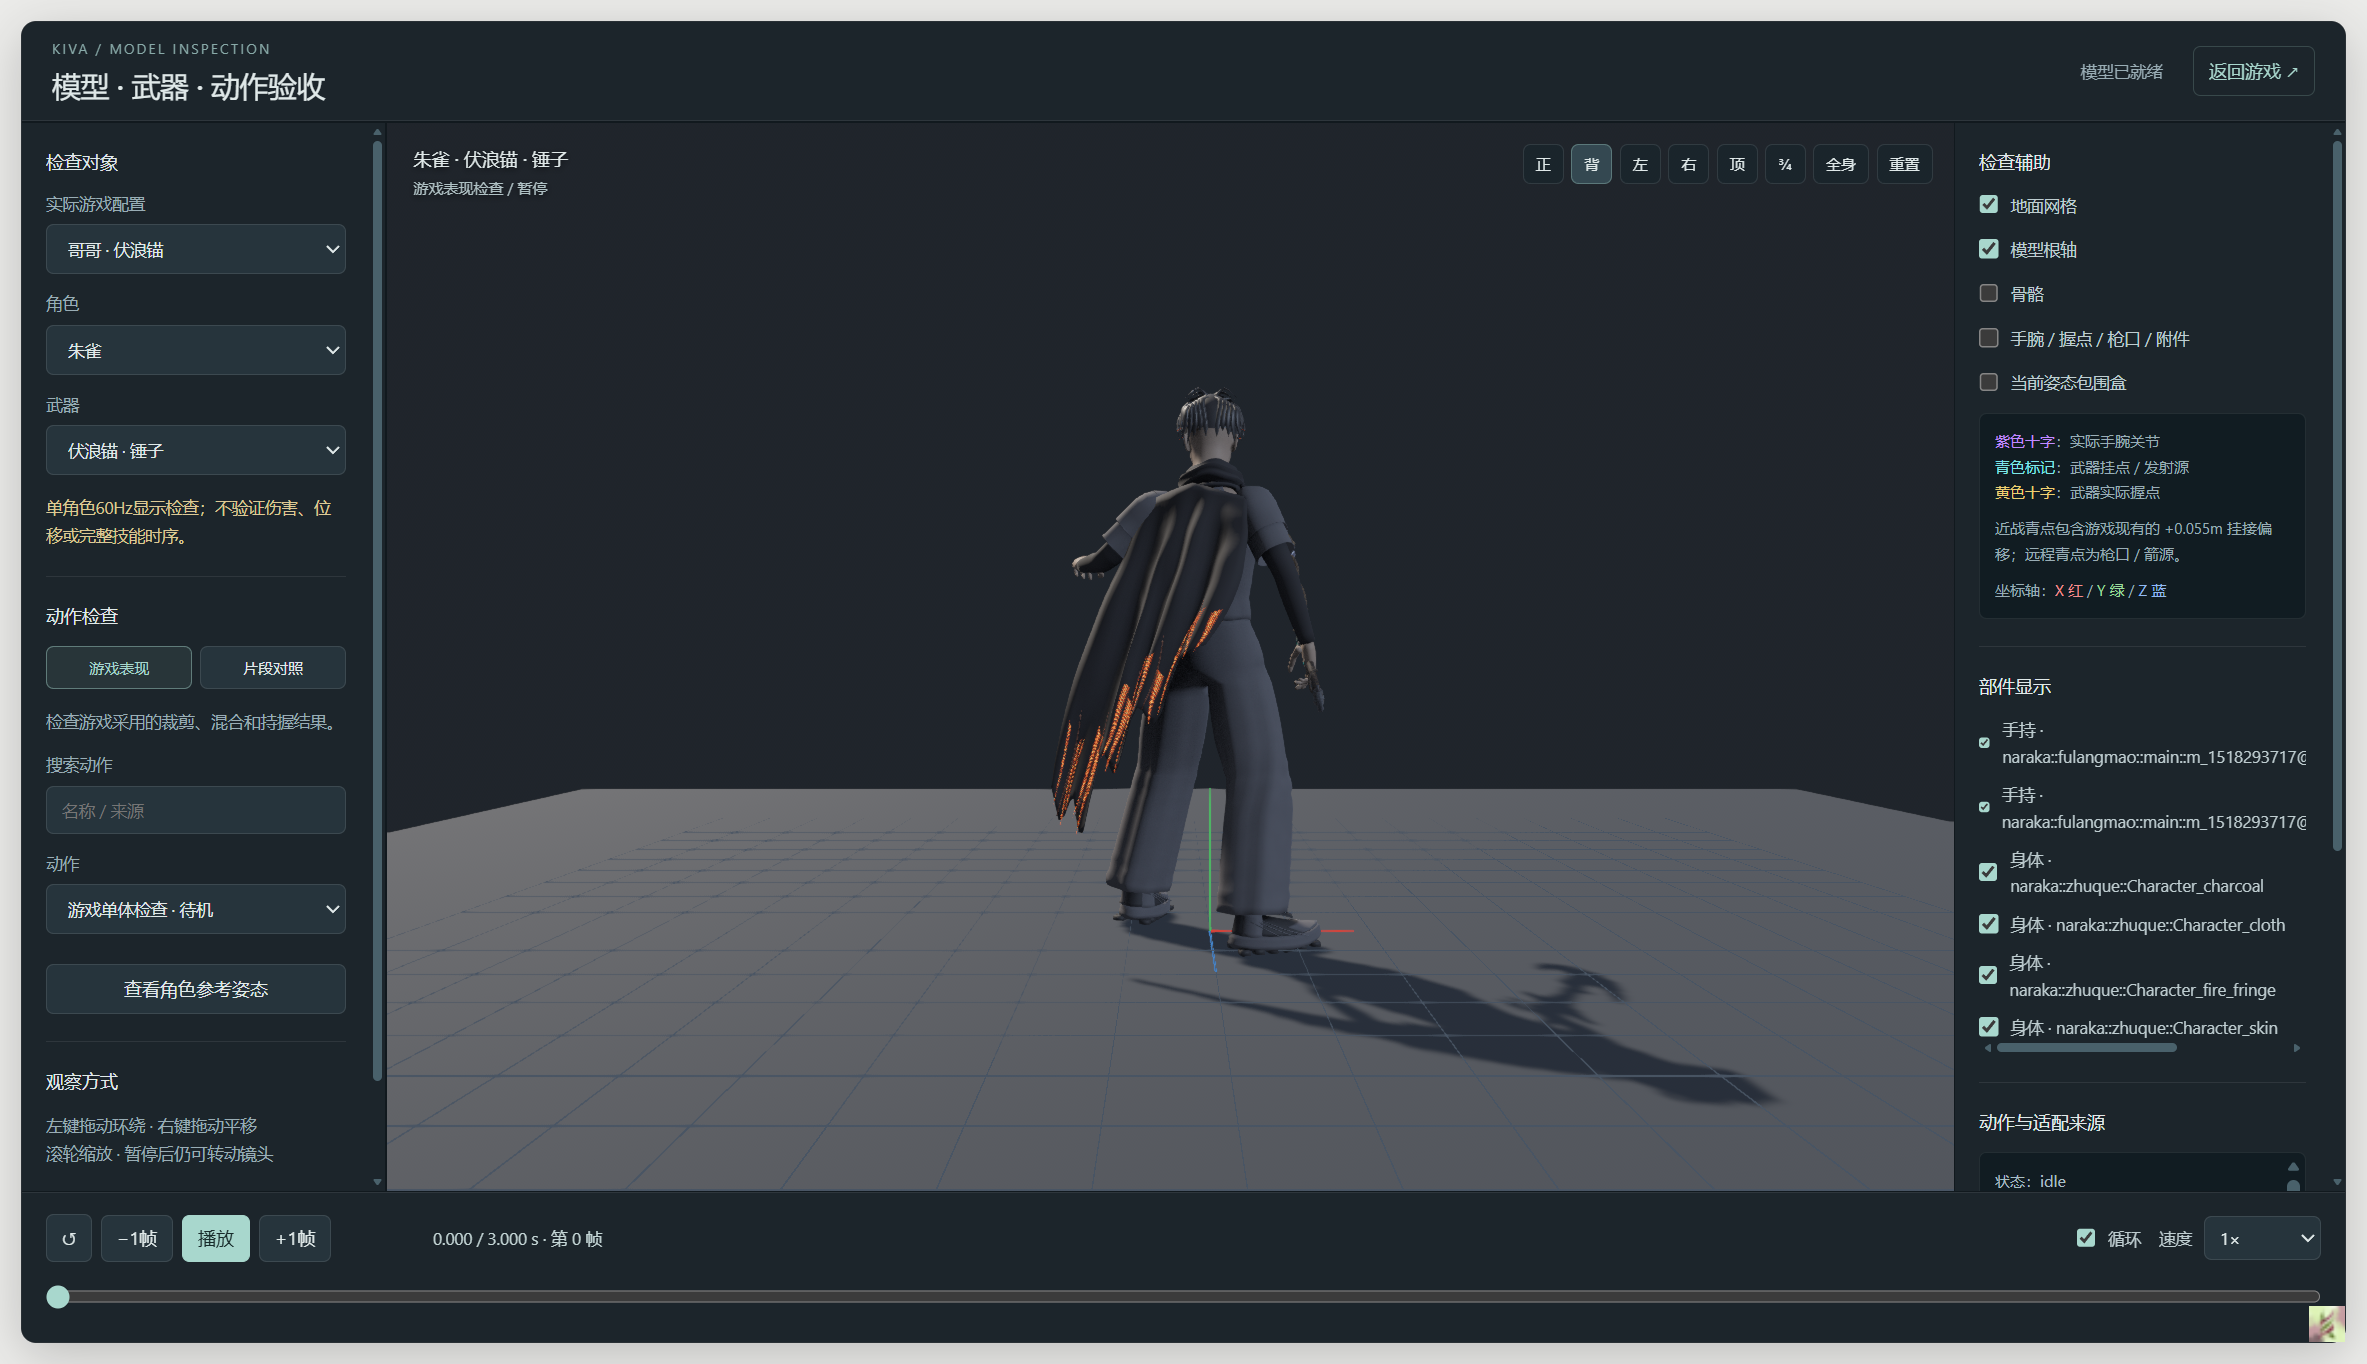 KIVA / MODEL INSPECTION
模型 · 武器 · 动作验收
模型已就绪
返回游戏 ↗
检查对象
实际游戏配置
哥哥 · 伏浪锚
角色
朱雀
武器
伏浪锚 · 锤子
单角色60Hz显示检查；不验证伤害、位
移或完整技能时序。
动作检查
游戏表现
片段对照
检查游戏采用的裁剪、混合和持握结果。
搜索动作
名称 / 来源
动作
游戏单体检查 · 待机
查看角色参考姿态
观察方式
左键拖动环绕 · 右键拖动平移
滚轮缩放 · 暂停后仍可转动镜头
朱雀 · 伏浪锚 · 锤子
游戏表现检查 / 暂停
正
背
左
右
顶
¾
全身
重置
检查辅助
地面网格
模型根轴
骨骼
手腕 / 握点 / 枪口 / 附件
当前姿态包围盒
紫色十字：实际手腕关节
青色标记：武器挂点 / 发射源
黄色十字：武器实际握点
近战青点包含游戏现有的 +0.055m 挂接偏
移；远程青点为枪口 / 箭源。
坐标轴：X 红 / Y 绿 / Z 蓝
部件显示
手持 ·
naraka::fulangmao::main::m_1518293717@
手持 ·
naraka::fulangmao::main::m_1518293717@
身体 ·
naraka::zhuque::Character_charcoal
身体 · naraka::zhuque::Character_cloth
身体 ·
naraka::zhuque::Character_fire_fringe
身体 · naraka::zhuque::Character_skin
动作与适配来源
状态：idle
↺
−1帧
播放
+1帧
0.000 / 3.000 s · 第 0 帧
循环
速度
1×